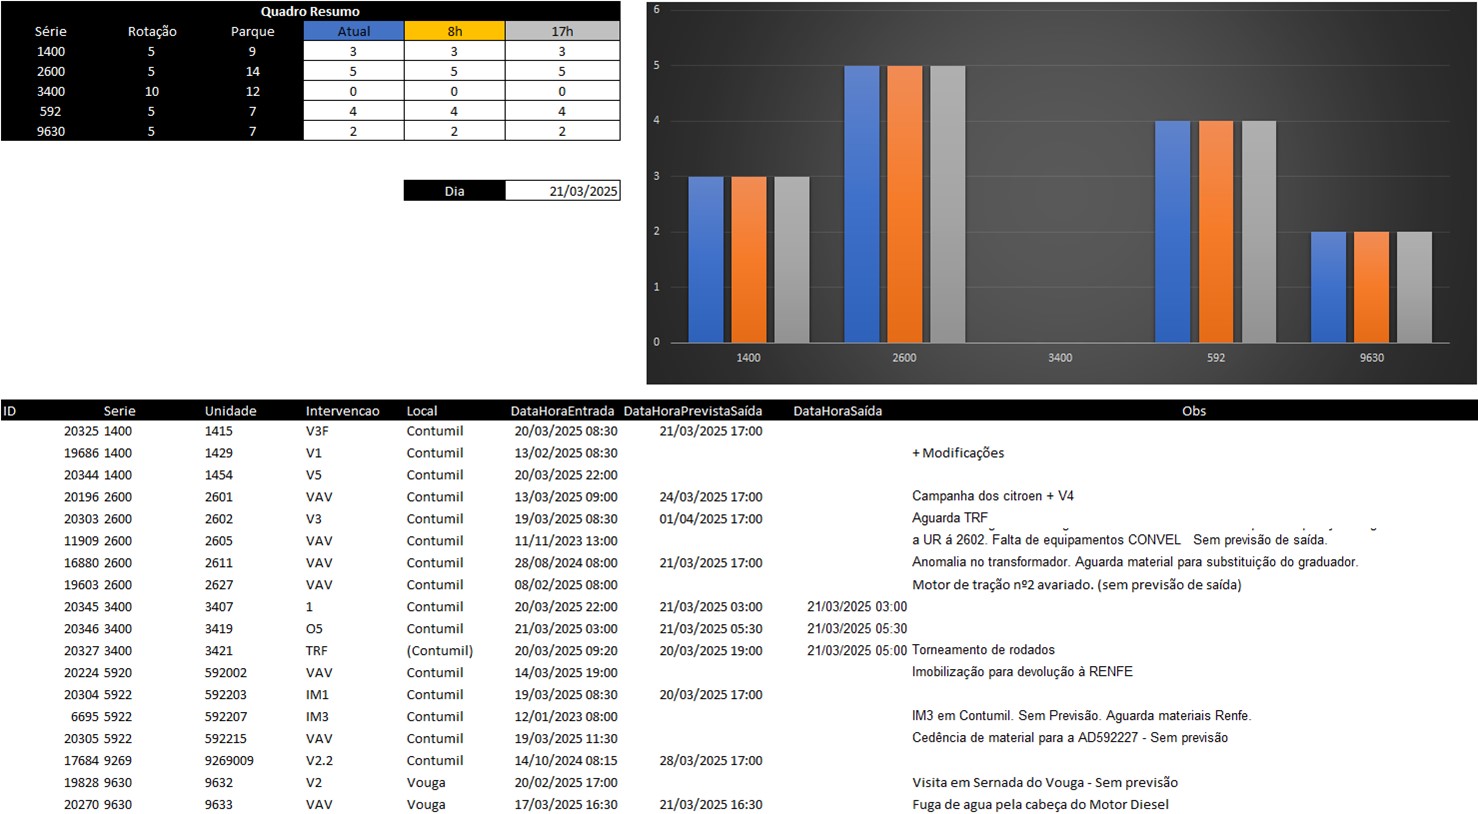 Quadro Resumo
Série Rotação Parque Atual 8h 17h
1400 5 9 3 3 3
2600 5 14 5 5 5
3400 10 12 0 0 0
592 5 7 4 4 4
9630 5 7 2 2 2
Dia 21/03/2025
6
5
4
3
2
1
0
1400 2600 3400 592 9630
ID Serie Unidade Intervencao Local DataHoraEntrada DataHoraPrevistaSaída DataHoraSaída Obs
20325 1400 1415 V3F Contumil 20/03/2025 08:30 21/03/2025 17:00
19686 1400 1429 V1 Contumil 13/02/2025 08:30 + Modificações
20344 1400 1454 V5 Contumil 20/03/2025 22:00
20196 2600 2601 VAV Contumil 13/03/2025 09:00 24/03/2025 17:00 Campanha dos citroen + V4
20303 2600 2602 V3 Contumil 19/03/2025 08:30 01/04/2025 17:00 Aguarda TRF
11909 2600 2605 VAV Contumil 11/11/2023 13:00 a UR á 2602. Falta de equipamentos CONVEL Sem previsão de saída.
16880 2600 2611 VAV Contumil 28/08/2024 08:00 21/03/2025 17:00 Anomalia no transformador. Aguarda material para substituição do graduador.
19603 2600 2627 VAV Contumil 08/02/2025 08:00 Motor de tração nº2 avariado. (sem previsão de saída)
20345 3400 3407 1 Contumil 20/03/2025 22:00 21/03/2025 03:00 21/03/2025 03:00
20346 3400 3419 O5 Contumil 21/03/2025 03:00 21/03/2025 05:30 21/03/2025 05:30
20327 3400 3421 TRF (Contumil) 20/03/2025 09:20 20/03/2025 19:00 21/03/2025 05:00 Torneamento de rodados
20224 5920 592002 VAV Contumil 14/03/2025 19:00 Imobilização para devolução à RENFE
20304 5922 592203 IM1 Contumil 19/03/2025 08:30 20/03/2025 17:00
6695 5922 592207 IM3 Contumil 12/01/2023 08:00 IM3 em Contumil. Sem Previsão. Aguarda materiais Renfe.
20305 5922 592215 VAV Contumil 19/03/2025 11:30 Cedência de material para a AD592227 - Sem previsão
17684 9269 9269009 V2.2 Contumil 14/10/2024 08:15 28/03/2025 17:00
19828 9630 9632 V2 Vouga 20/02/2025 17:00 Visita em Sernada do Vouga - Sem previsão
20270 9630 9633 VAV Vouga 17/03/2025 16:30 21/03/2025 16:30 Fuga de agua pela cabeça do Motor Diesel